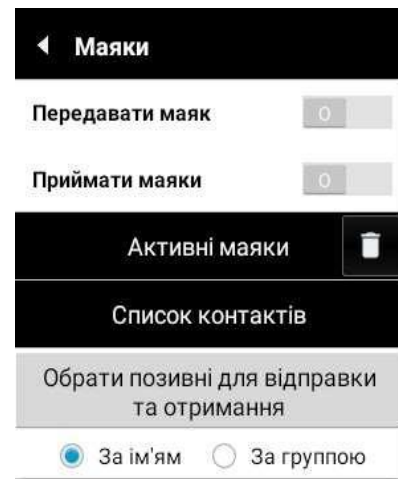 Маяки
Передавати маяк
0
Приймати маяки
0
Активні маяки
Список контактів
Обрати позивні для відправки
та отримання
За ім'ям За группою